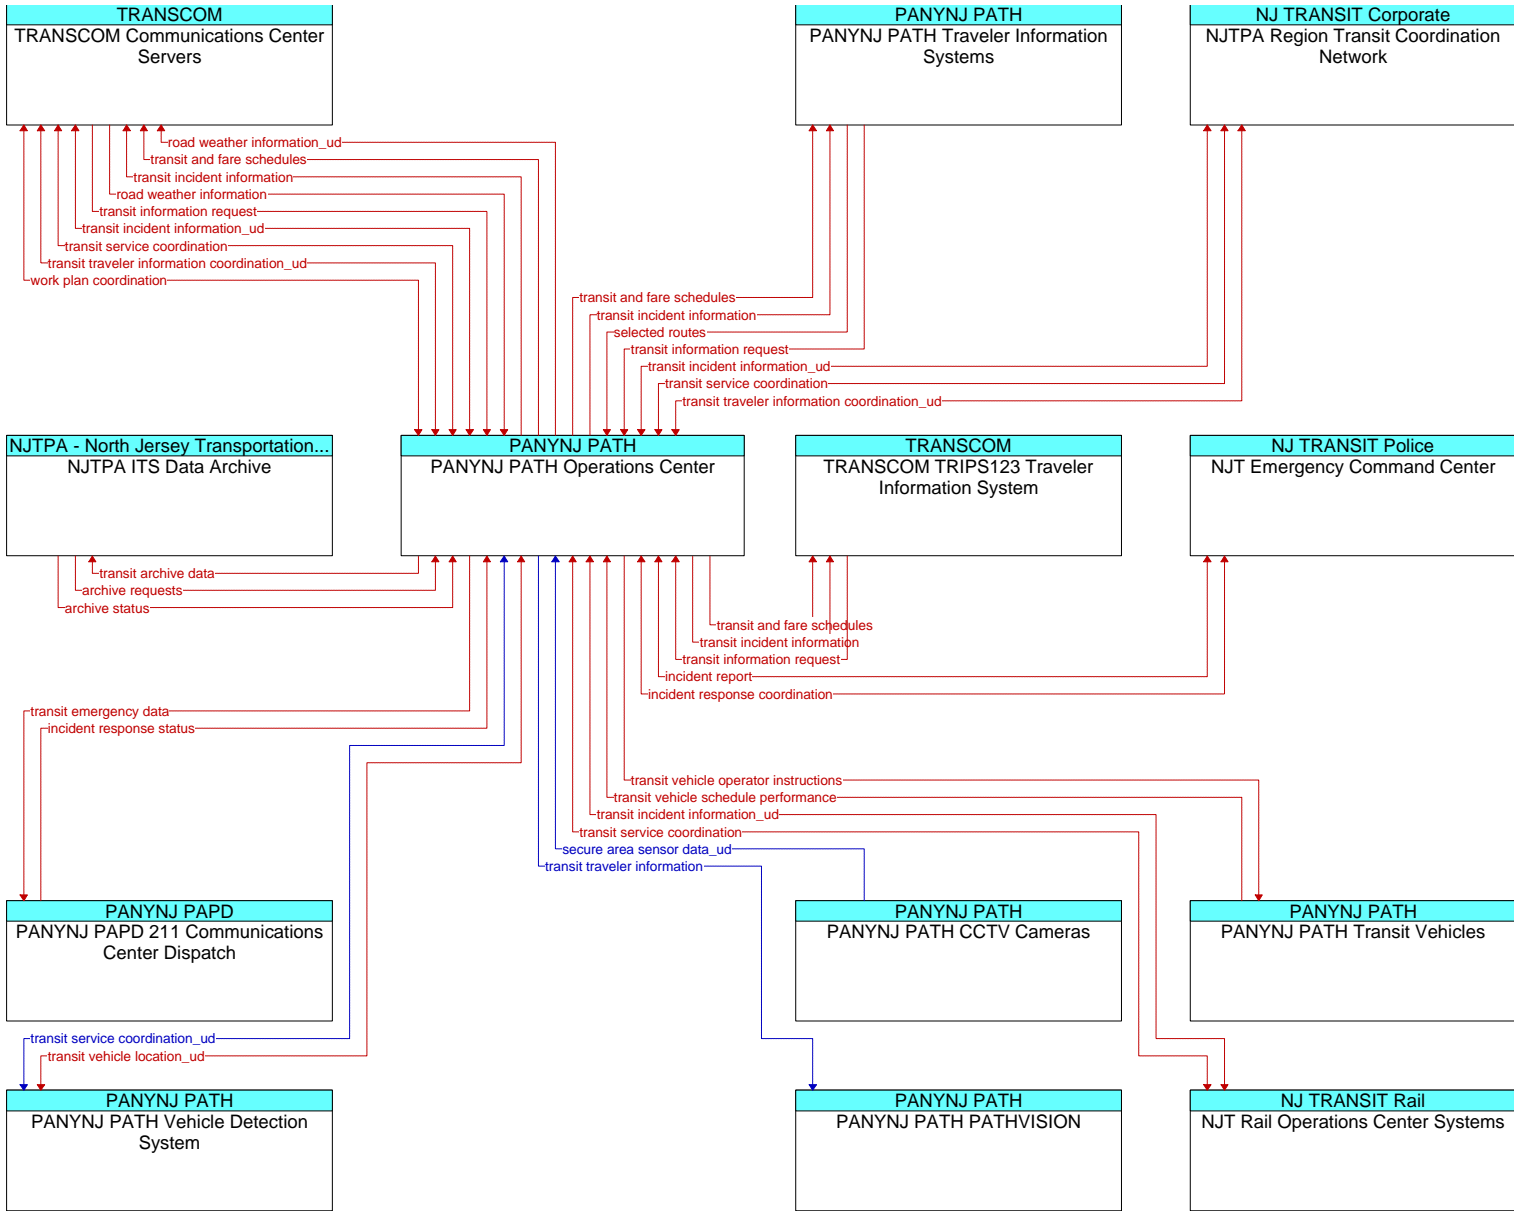 TRANSCOM
TRANSCOM Communications Center
Servers
PANYNJ PATH
PANYNJ PATH Traveler Information
Systems
NJ TRANSIT Corporate
NJTPA Region Transit Coordination
Network
road weather information_ud
transit and fare schedules
transit incident information
road weather information
transit information request
transit incident information_ud
transit service coordination
transit traveler information coordination_ud
work plan coordination
transit and fare schedules
transit incident information
selected routes
transit information request
transit incident information_ud
transit service coordination
transit traveler information coordination_ud
NJTPA - North Jersey Transportation...
NJTPA ITS Data Archive
PANYNJ PATH
PANYNJ PATH Operations Center
TRANSCOM
TRANSCOM TRIPS123 Traveler
Information System
NJ TRANSIT Police
NJT Emergency Command Center
transit archive data
archive requests
archive status
transit and fare schedules
transit incident information
transit information request
incident report
incident response coordination
transit emergency data
incident response status
transit vehicle operator instructions
transit vehicle schedule performance
transit incident information_ud
transit service coordination
secure area sensor data_ud
transit traveler information
PANYNJ PAPD
PANYNJ PAPD 211 Communications
Center Dispatch
PANYNJ PATH
PANYNJ PATH CCTV Cameras
PANYNJ PATH
PANYNJ PATH Transit Vehicles
transit service coordination_ud
transit vehicle location_ud
PANYNJ PATH
PANYNJ PATH Vehicle Detection
System
PANYNJ PATH
PANYNJ PATH PATHVISION
NJ TRANSIT Rail
NJT Rail Operations Center Systems